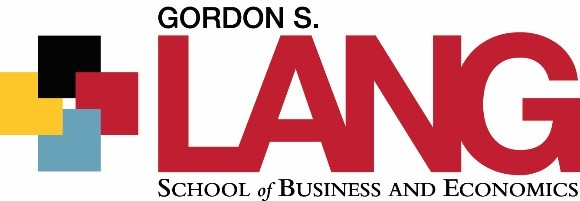 GORDON S.
LANG
SCHOOL of BUSINESS AND ECONOMICS